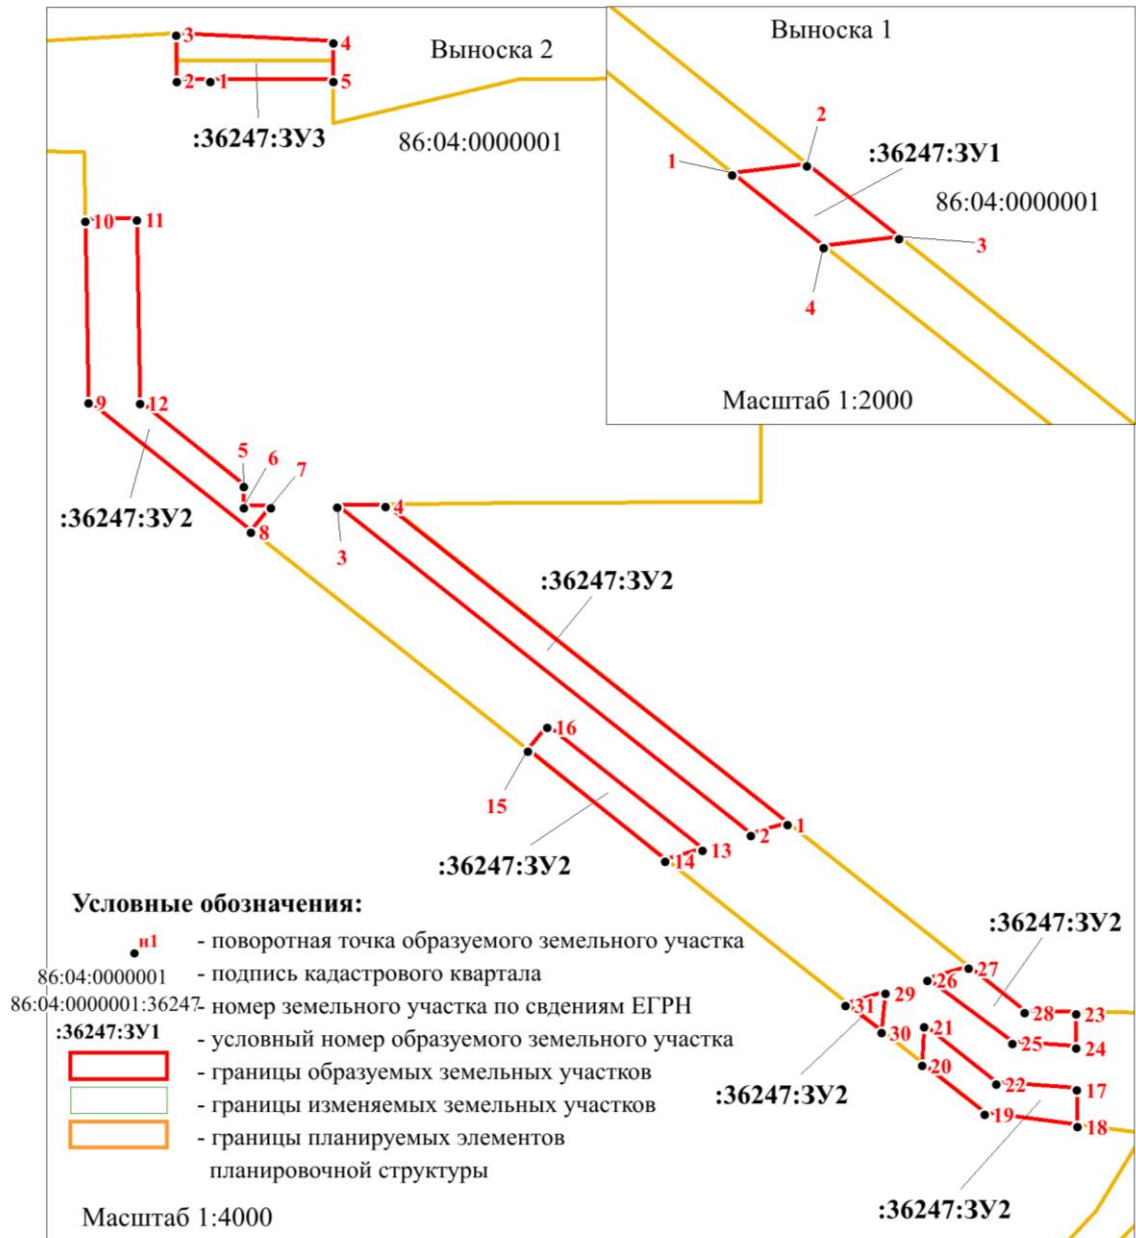 Выноска 2
3
4
2
1
5
:36247:ЗУ3
86:04:0000001
Выноска 1
2
1
:36247:ЗУ1
86:04:0000001
3
4
Масштаб 1:2000
10
11
9
12
5
6
7
8
:36247:ЗУ2
4
3
:36247:ЗУ2
16
15
1
2
13
14
:36247:ЗУ2
:36247:ЗУ2
27
26
29
31
28
23
21
30
25
24
20
22
17
19
18
:36247:ЗУ2
:36247:ЗУ2
Условные обозначения:
н1
- поворотная точка образуемого земельного участка
86:04:0000001
- подпись кадастрового квартала
86:04:0000001:36247
- номер земельного участка по свдениям ЕГРН
:36247:ЗУ1
- условный номер образуемого земельного участка
- границы образуемых земельных участков
- границы изменяемых земельных участков
- границы планируемых элементов
планировочной структуры
Масштаб 1:4000